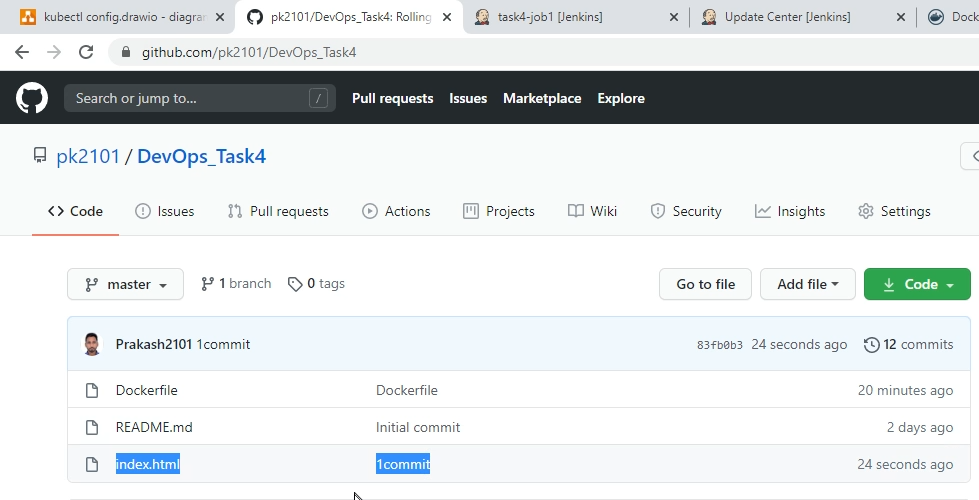 kubectl config.drawio - diagra
pk2101/DevOps_Task4: Rolling
task4-job1 [Jenkins]
Update Center [Jenkins]
Dock
github.com/pk2101/DevOps_Task4
Search or jump to... /
Pull requests Issues Marketplace Explore
pk2101 / DevOps_Task4
<> Code Issues Pull requests Actions Projects Wiki Security Insights Settings
master 1 branch 0 tags Go to file Add file Code
Prakash2101 1commit 83fb0b3 24 seconds ago 12 commits
Dockerfile Dockerfile 20 minutes ago
README.md Initial commit 2 days ago
index.html 1commit 24 seconds ago